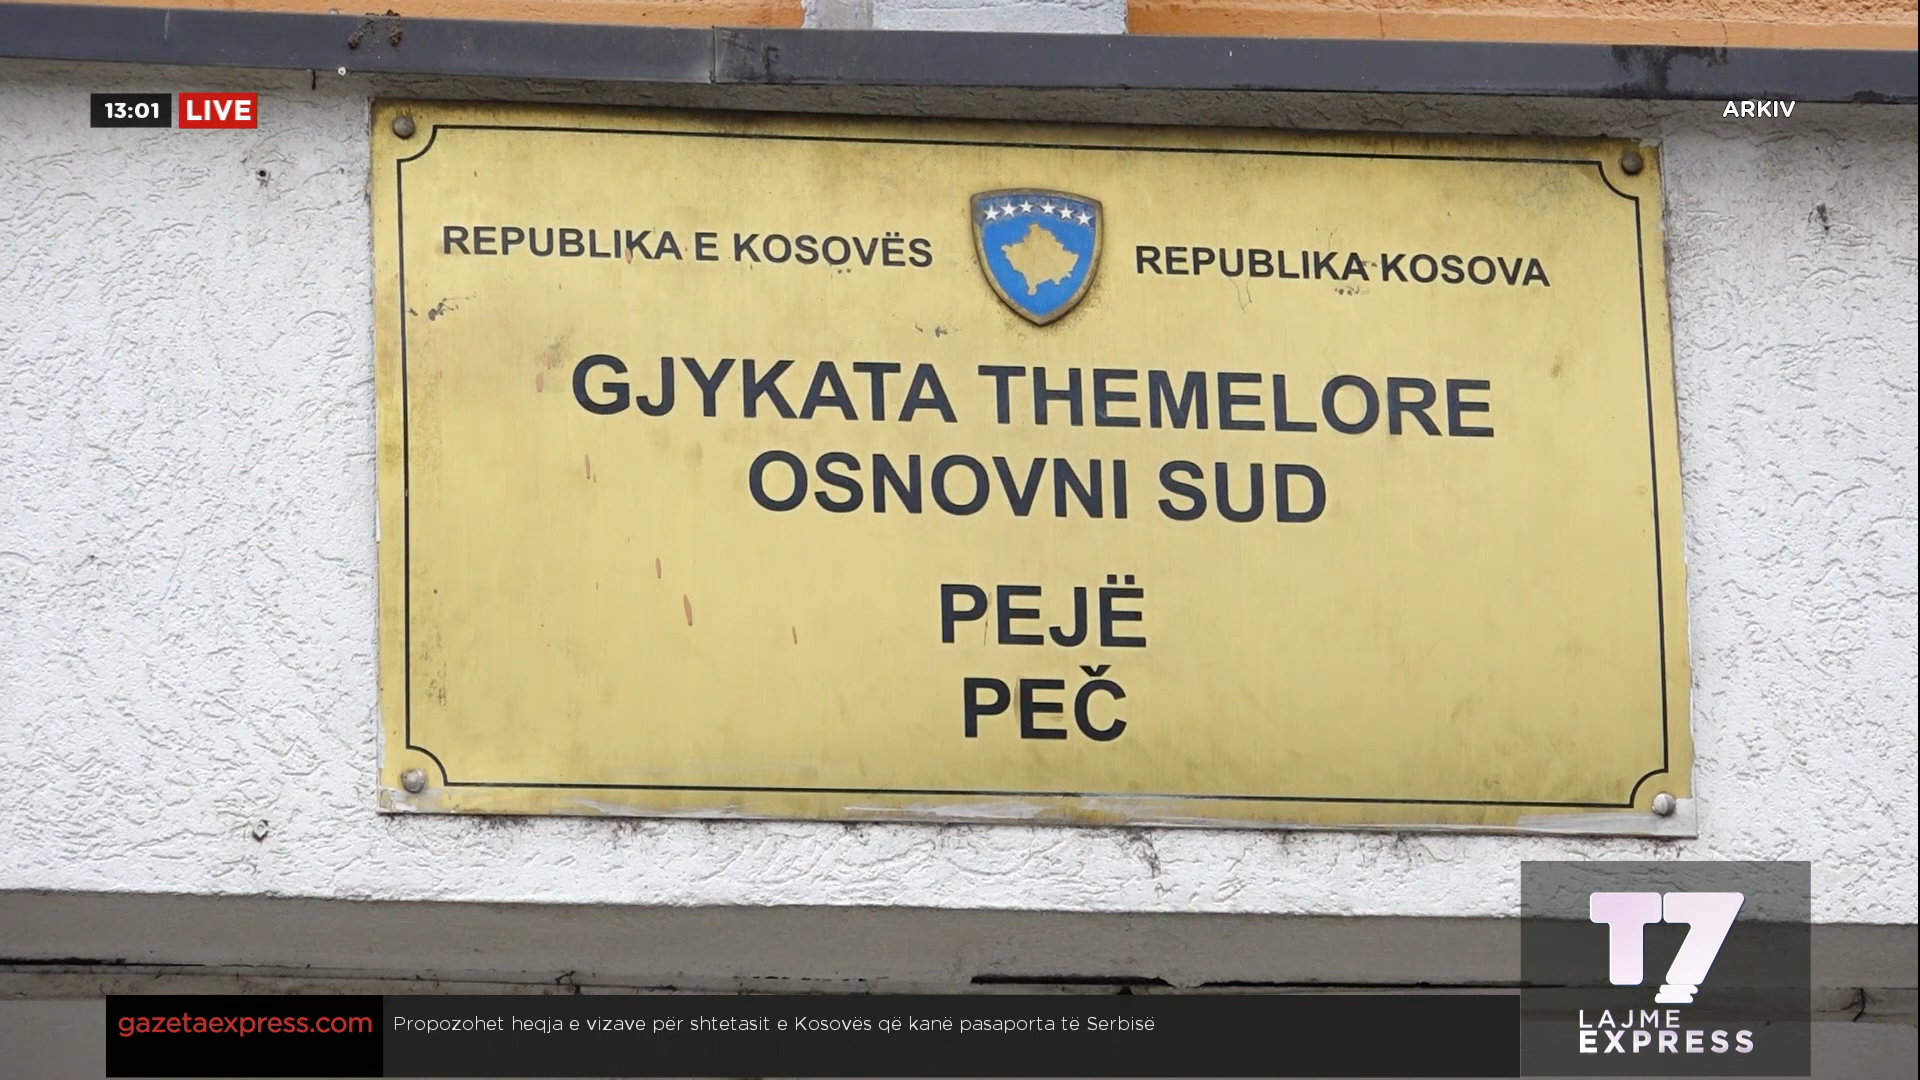 13:01 LIVE
ARKIV
REPUBLIKA E KOSOVËS
REPUBLIKA KOSOVA
GJYKATA THEMELORE
OSNOVNI SUD
PEJË
PEČ
T7
LAJME
EXPRESS
gazetaexpress.com
Propozohet heqja e vizave për shtetasit e Kosovës që kanë pasaporta të Serbisë